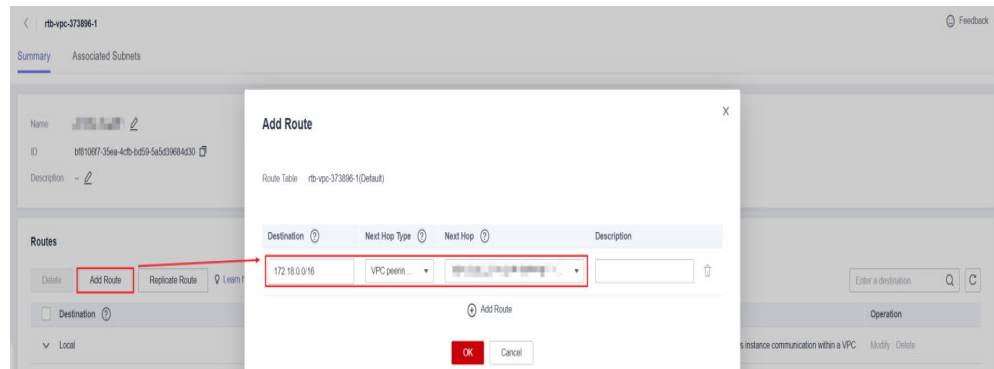 rtb-vpc-373896-1
Feedback
Summary Associated Subnets
Name
ID bf8106f7-35ea-4cfb-bd59-5a5d39684d30
Description --
Add Route X
Route Table rtb-vpc-373896-1(Default)
Destination Next Hop Type Next Hop Description
172.18.0.0/16 VPC peerin...
Add Route
OK Cancel
Routes
Delete Add Route Replicate Route Learn
Enter a destination.
Destination Operation
Local s instance communication within a VPC Modify Delete